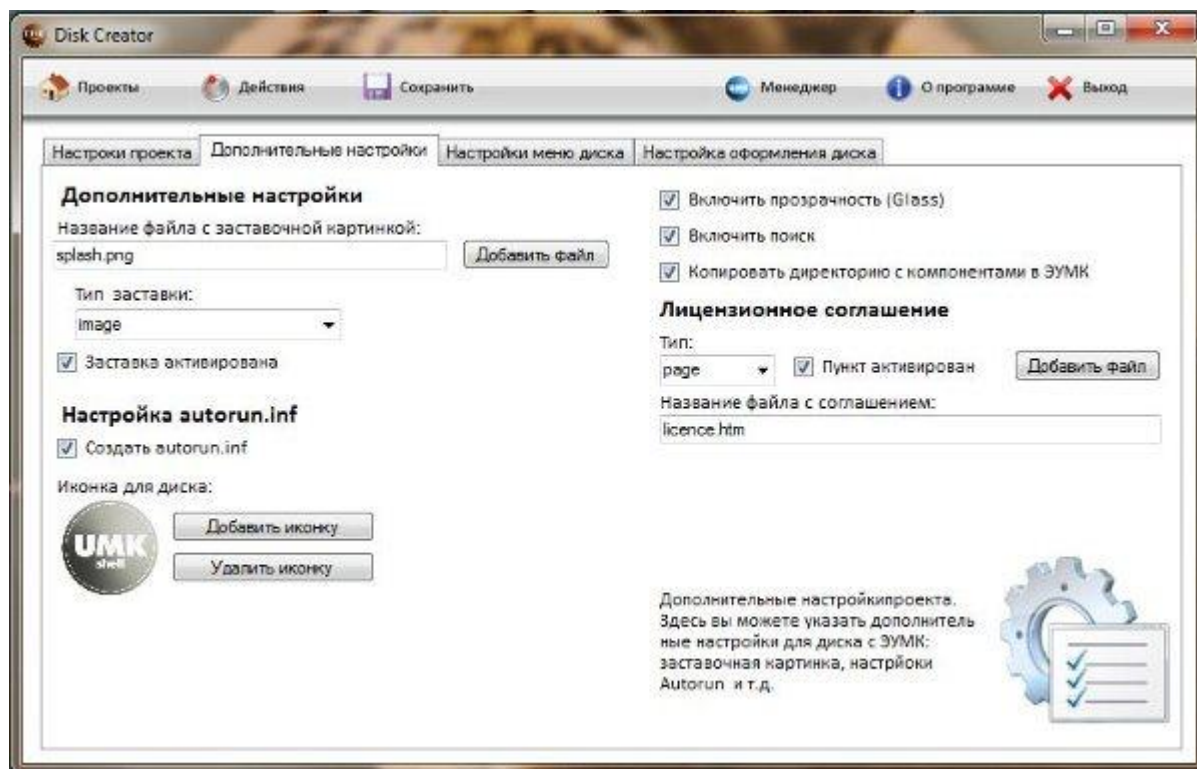 Disk Creator
Проекты Действия Сохранить Менеджер О программе Выход
Настроки проекта Дополнительные настройки Настройки меню диска Настройка оформления диска
Дополнительные настройки
Название файла с заставочной картинкой:
splash.png Добавить файл
Тип заставки:
image
Заставка активирована
Настройка autorun.inf
Создать autorun.inf
Иконка для диска:
UMK
shell
Добавить иконку
Удалить иконку
Включить прозрачность (Glass)
Включить поиск
Копировать директорию с компонентами в ЭУМК
Лицензионное соглашение
Тип:
page Пункт активирован Добавить файл
Название файла с соглашением:
licence.htm
Дополнительные настройкипроекта.
Здесь вы можете указать дополнитель
ные настройки для диска с ЭУМК:
заставочная картинка, настрйоки
Autorun и т.д.